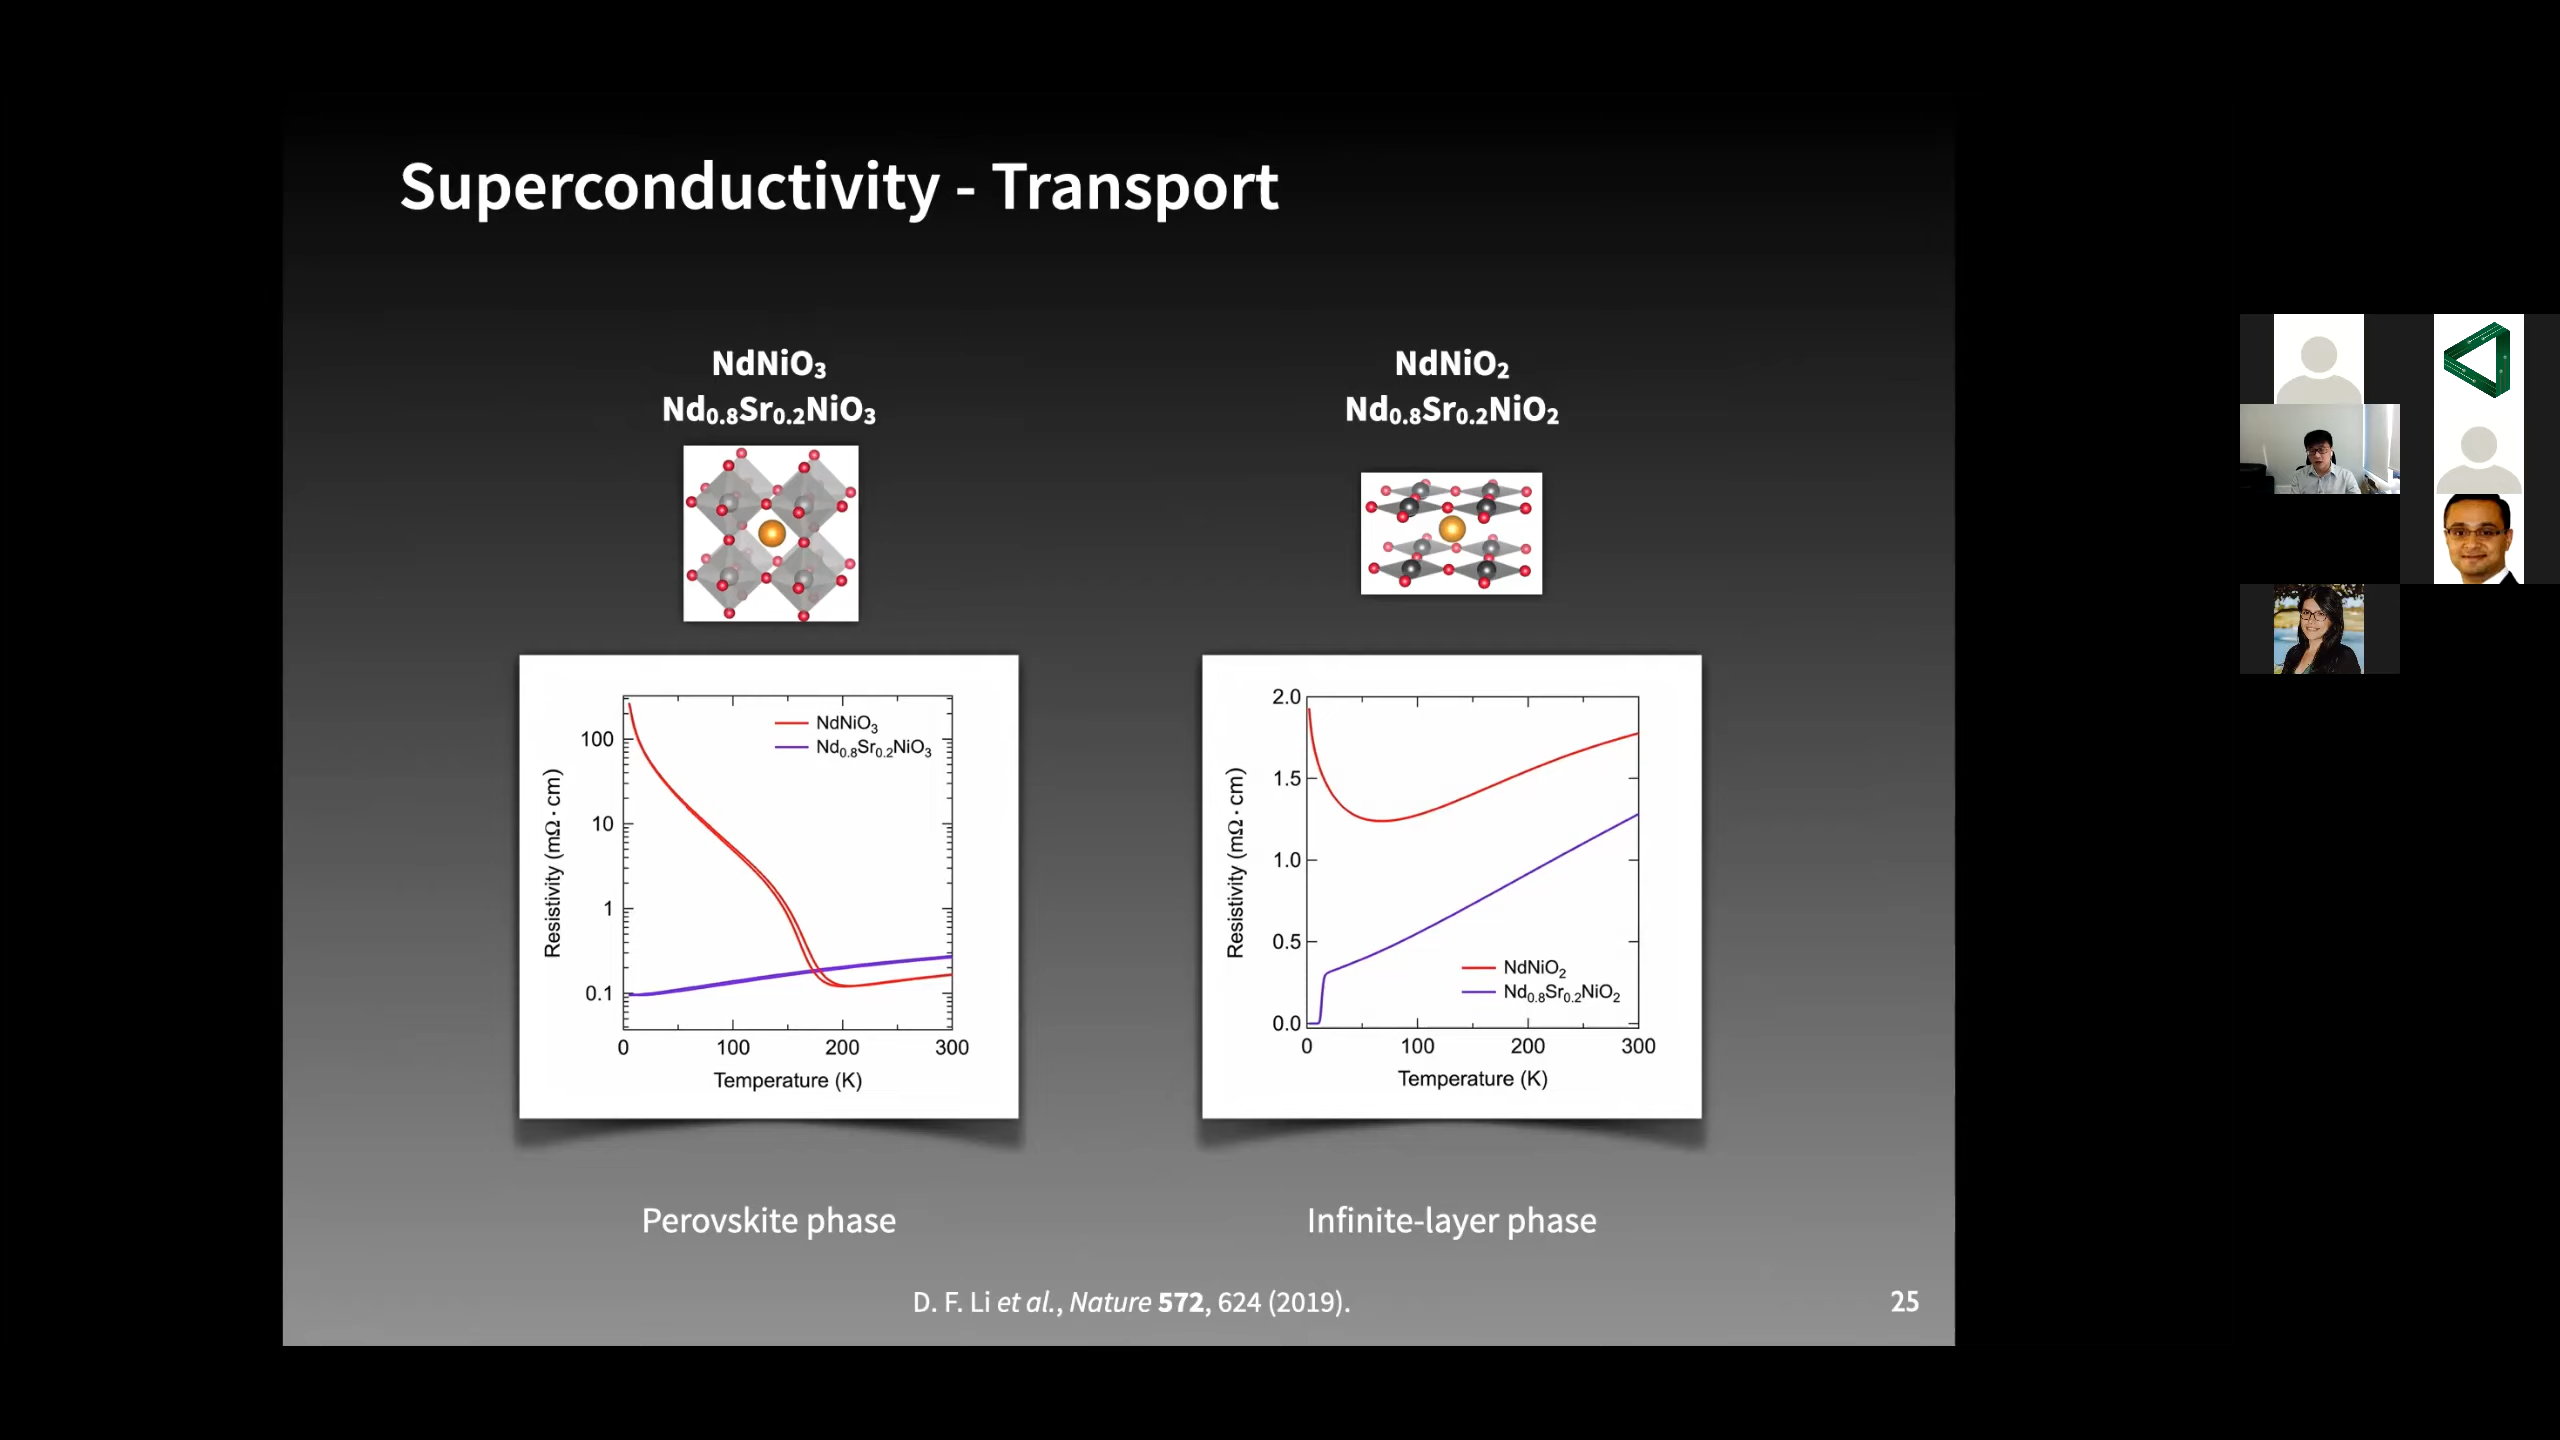 Superconductivity - Transport
NdNiO₃
Nd₀.₈Sr₀.₂NiO₃
NdNiO₂
Nd₀.₈Sr₀.₂NiO₂
100
10
1
0.1
Resistivity (mΩ · cm)
NdNiO₃
Nd₀.₈Sr₀.₂NiO₃
0 100 200 300
Temperature (K)
2.0
1.5
1.0
0.5
0.0
Resistivity (mΩ · cm)
NdNiO₂
Nd₀.₈Sr₀.₂NiO₂
0 100 200 300
Temperature (K)
Perovskite phase
Infinite-layer phase
D. F. Li et al., Nature 572, 624 (2019).
25